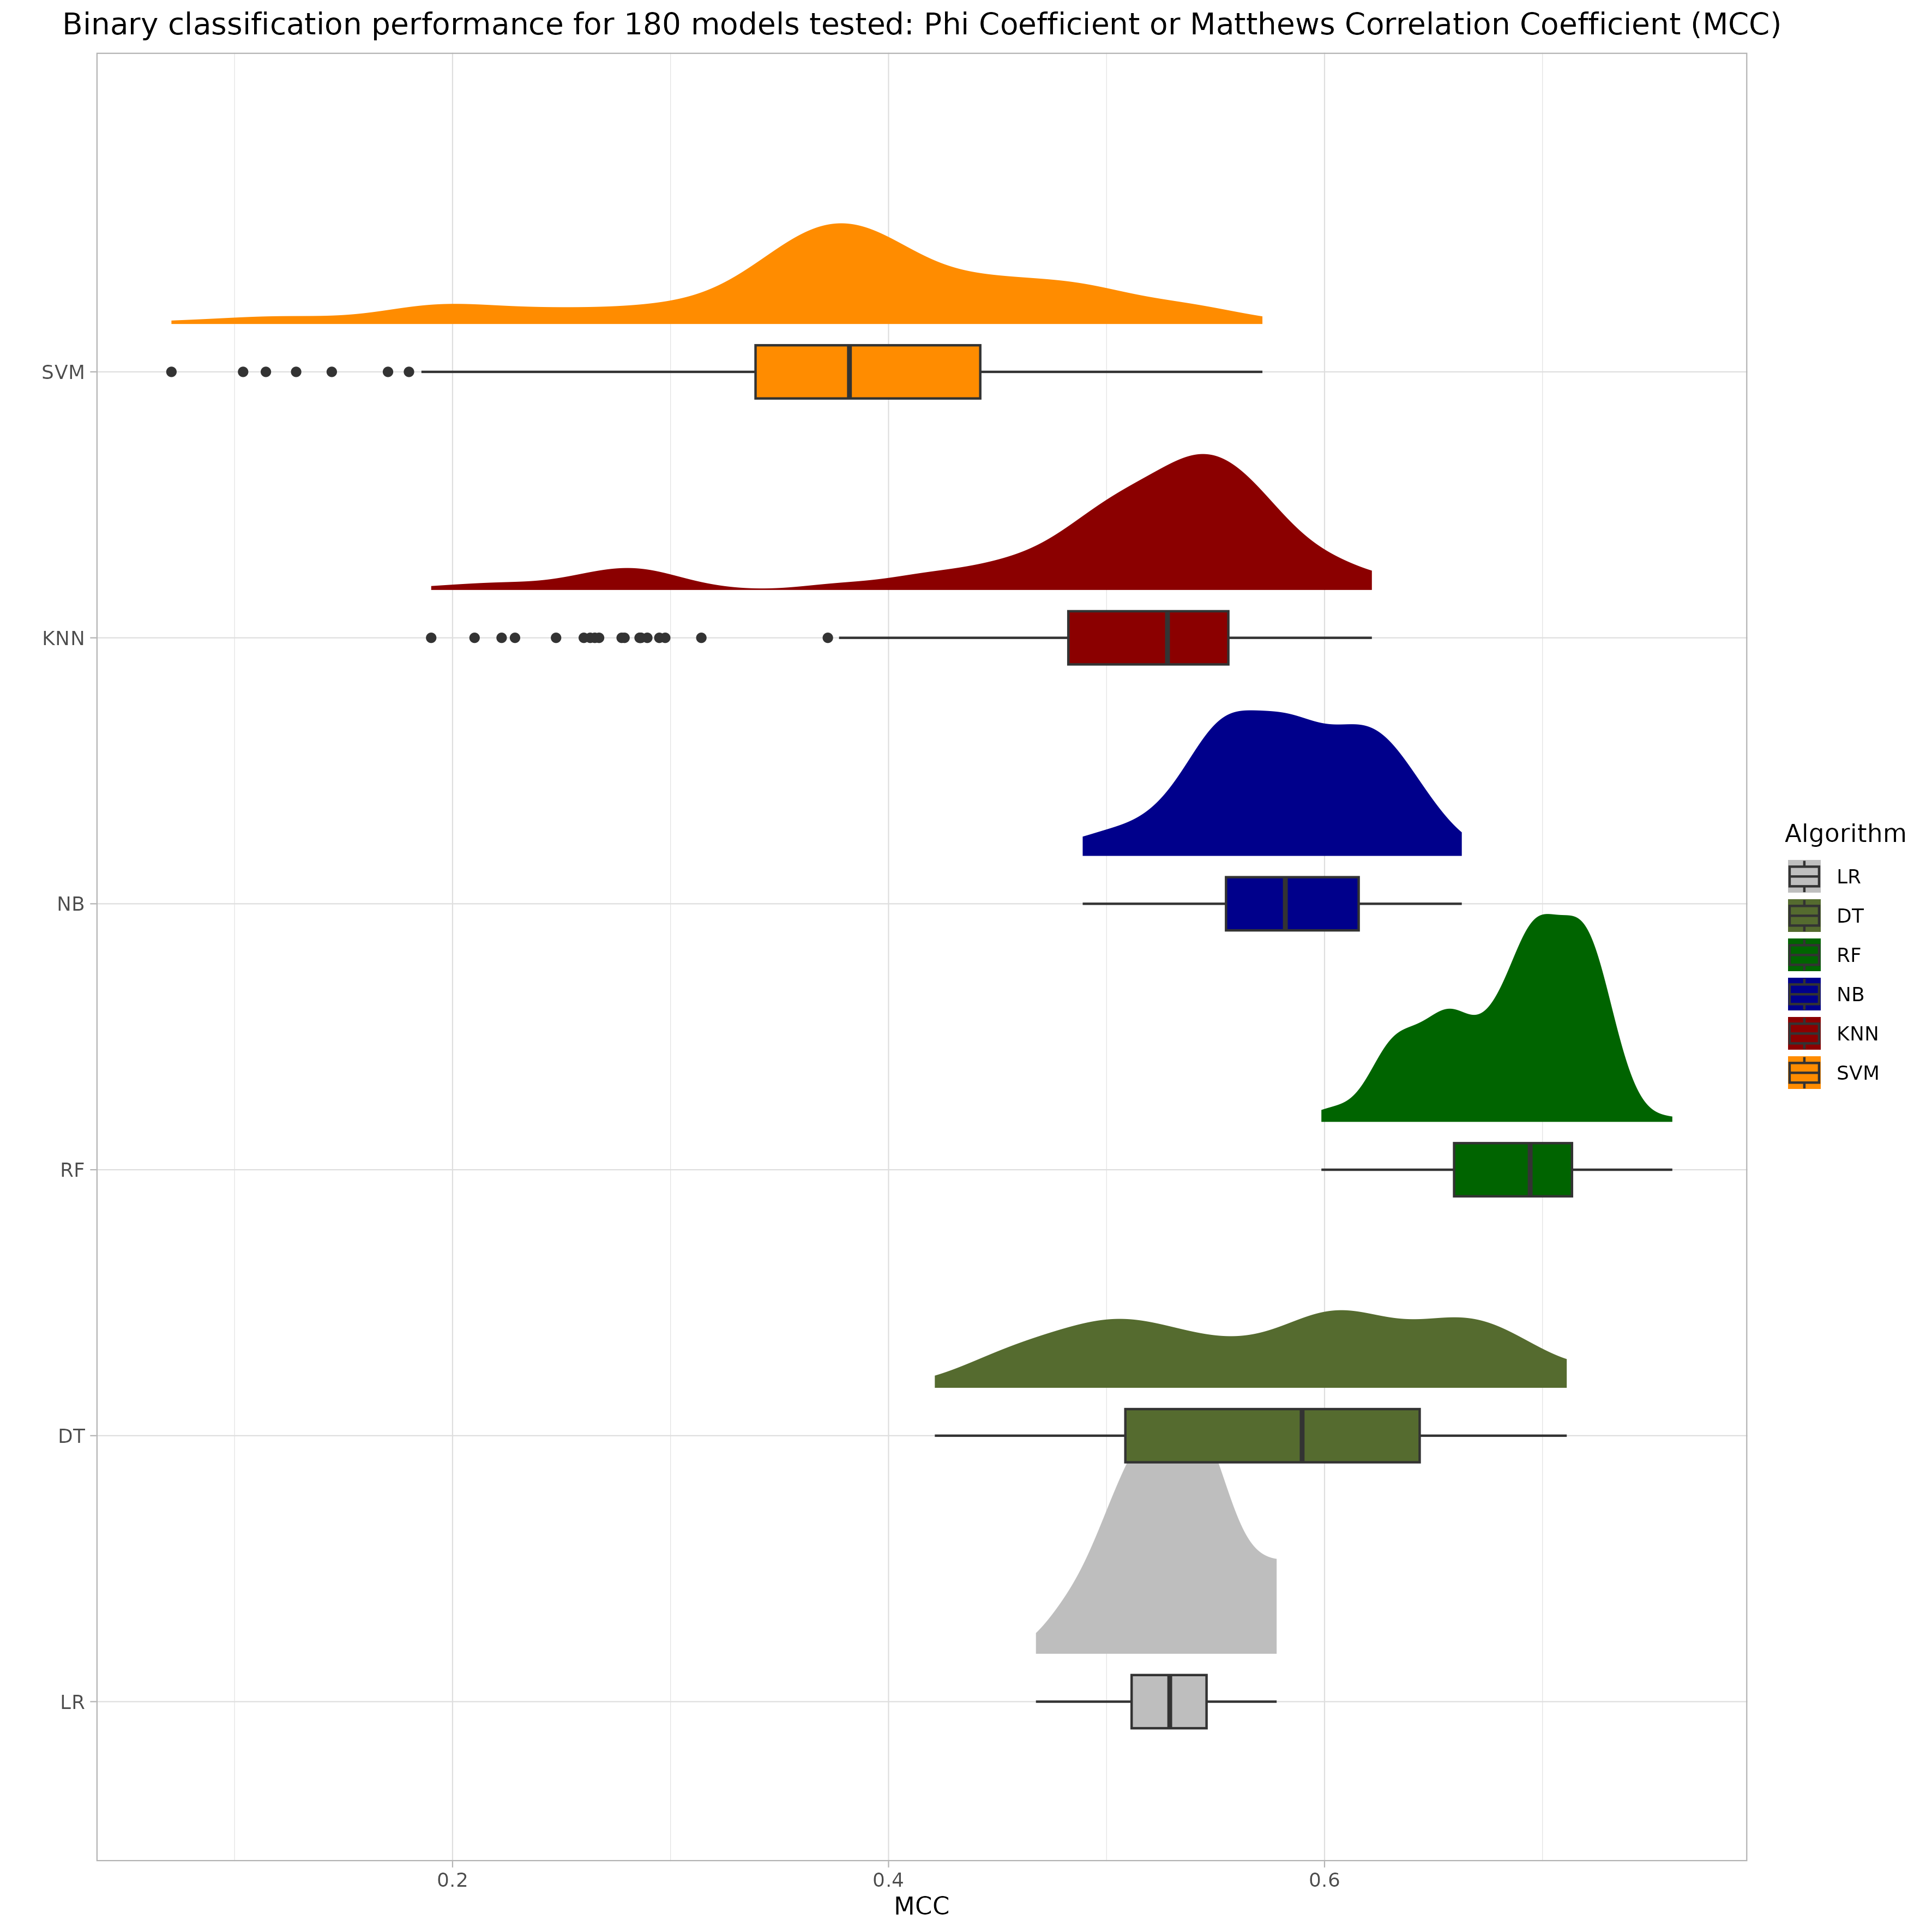 Binary classification performance for 180 models tested: Phi Coefficient or Matthews Correlation Coefficient (MCC)
SVM
KNN
NB
RF
DT
LR
0.2
0.4
0.6
MCC
Algorithm
LR
DT
RF
NB
KNN
SVM